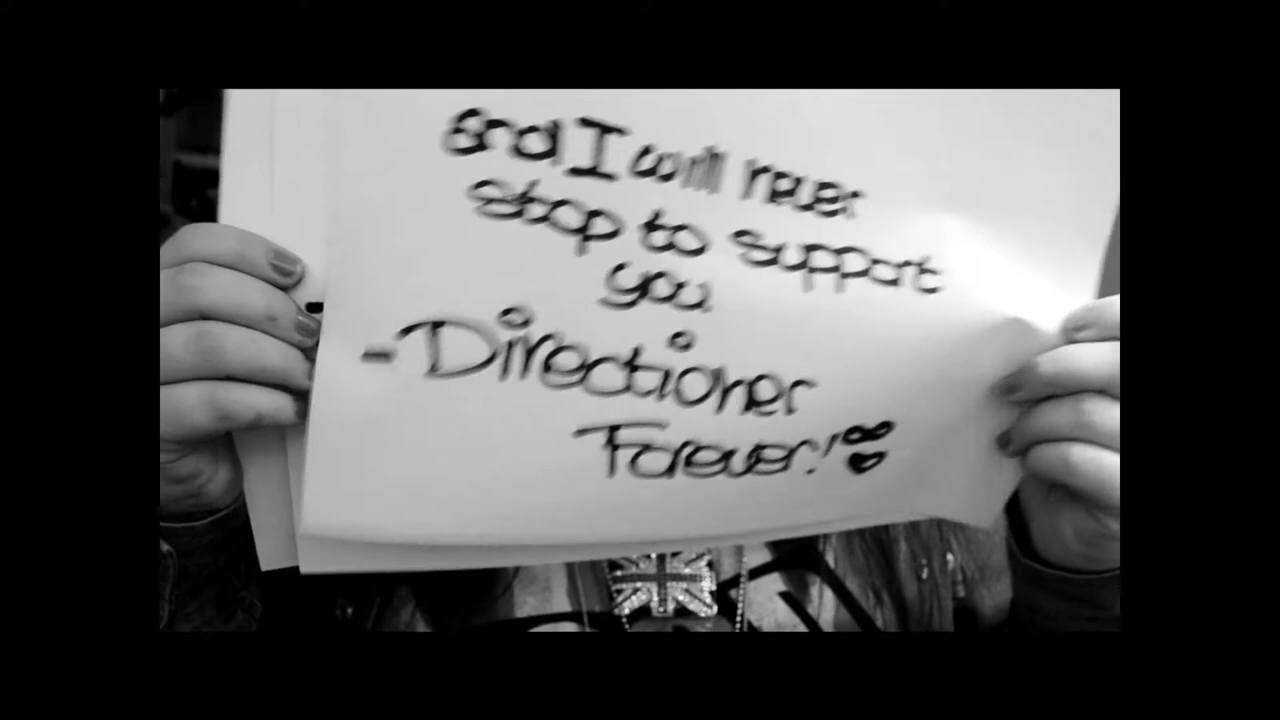 And I will never
stop to support
you
-Directioner
Forever!